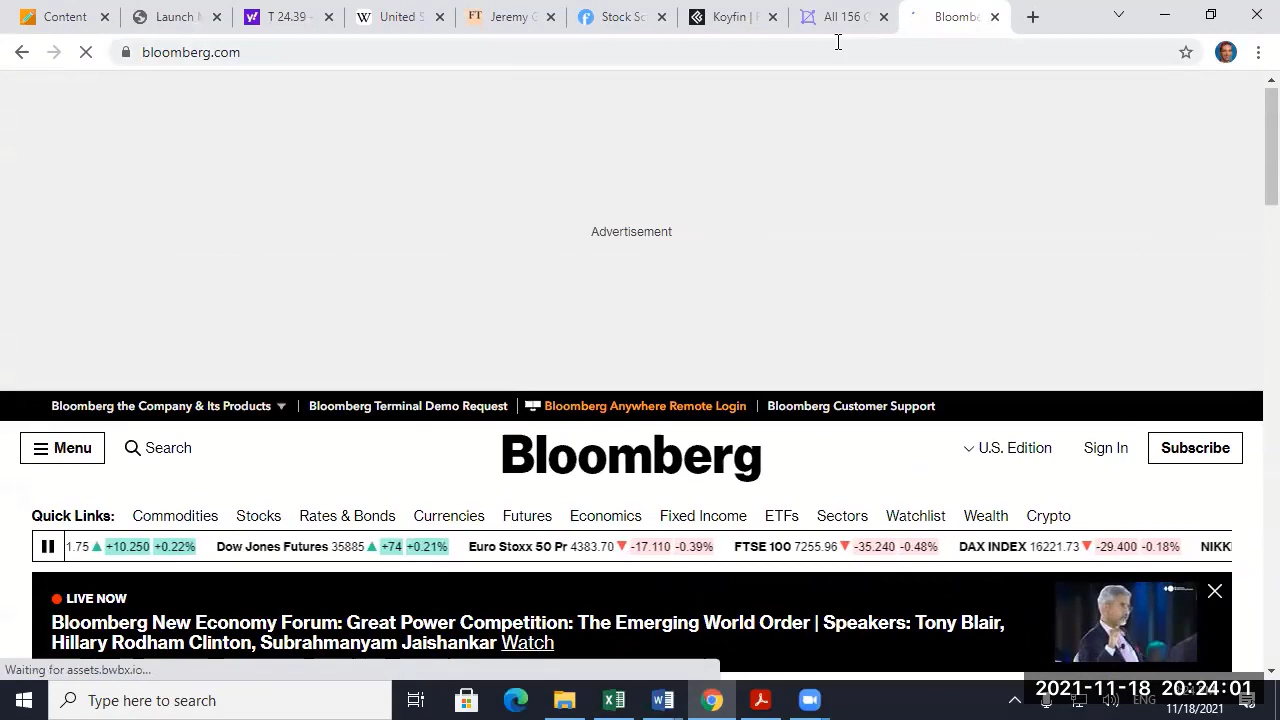 Content
Launch
T 24.39 -
United S
FT Jeremy G
Stock Sc
Koyfin | F
All 156 C
Bloombe
bloomberg.com
Advertisement
Bloomberg the Company & Its Products
Bloomberg Terminal Demo Request
Bloomberg Anywhere Remote Login
Bloomberg Customer Support
Menu
Search
Bloomberg
U.S. Edition
Sign In
Subscribe
Quick Links: Commodities Stocks Rates & Bonds Currencies Futures Economics Fixed Income ETFs Sectors Watchlist Wealth Crypto
1.75 +10.250 +0.22% Dow Jones Futures 35885 +74 +0.21% Euro Stoxx 50 Pr 4383.70 -17.110 -0.39% FTSE 100 7255.96 -35.240 -0.48% DAX INDEX 16221.73 -29.400 -0.18% NIKK
LIVE NOW
Bloomberg New Economy Forum: Great Power Competition: The Emerging World Order | Speakers: Tony Blair,
Hillary Rodham Clinton, Subrahmanyam Jaishankar Watch
Waiting for assets.bwbx.io...
Type here to search
ENG
2021-11-18 20:24:01
11/18/2021